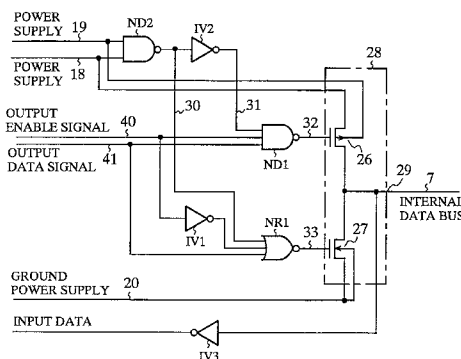 POWER
SUPPLY 19
ND2
IV2
28
POWER
SUPPLY 18
30
31
OUTPUT
ENABLE SIGNAL 40
32
OUTPUT
DATA SIGNAL 41
ND1
26
29
7
INTERNAL
DATA BUS
NR1
IV1
33
27
GROUND
POWER SUPPLY 20
INPUT DATA
IV3